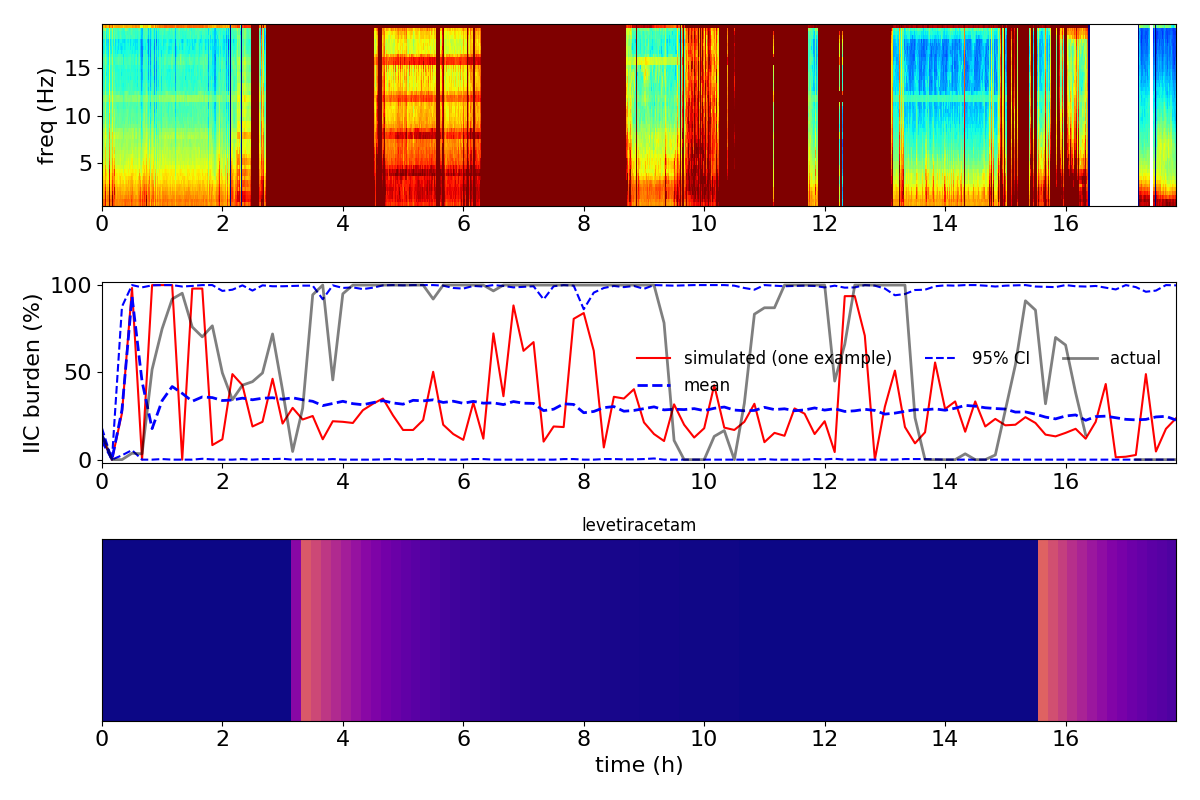 freq (Hz)
15
10
5
0 2 4 6 8 10 12 14 16
IIC burden (%)
100
50
0
simulated (one example) 95% CI actual
mean
0 2 4 6 8 10 12 14 16
levetiracetam
0 2 4 6 8 10 12 14 16
time (h)